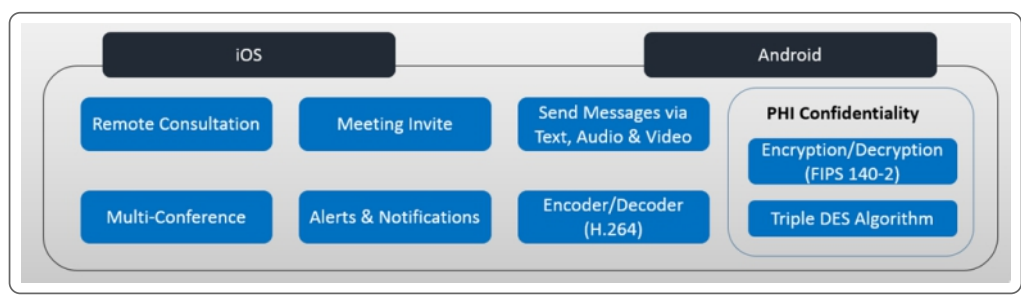 iOS
Android
Remote Consultation
Meeting Invite
Send Messages via
Text, Audio & Video
PHI Confidentiality
Encryption/Decryption
(FIPS 140-2)
Multi-Conference
Alerts & Notifications
Encoder/Decoder
(H.264)
Triple DES Algorithm